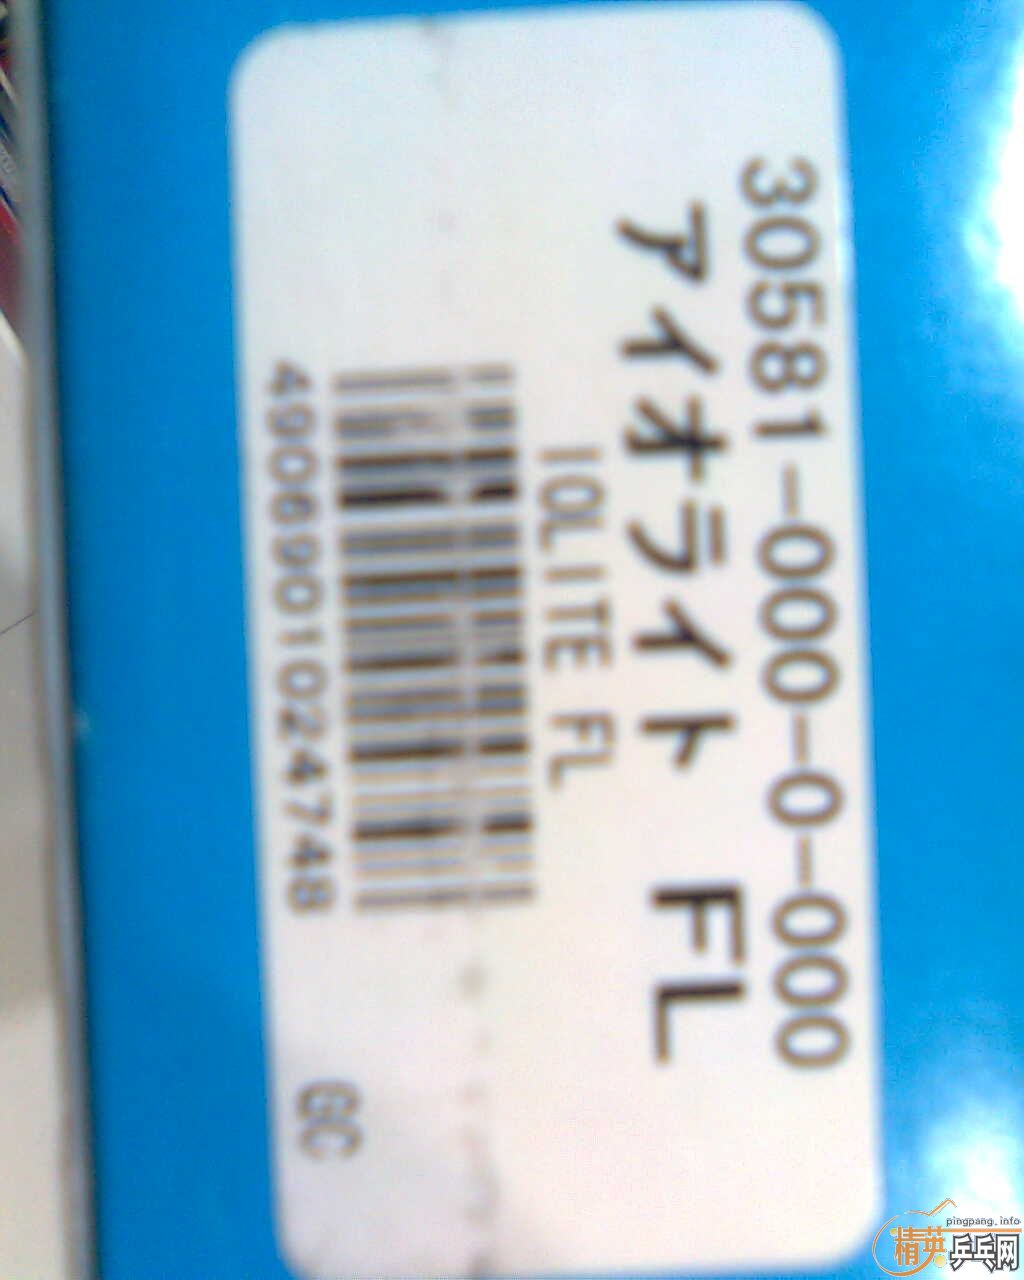 30581-000-0-000
アイオライト FL
IOLITE FL
4906901024748
GC
pingpang.info
精英乒乓网